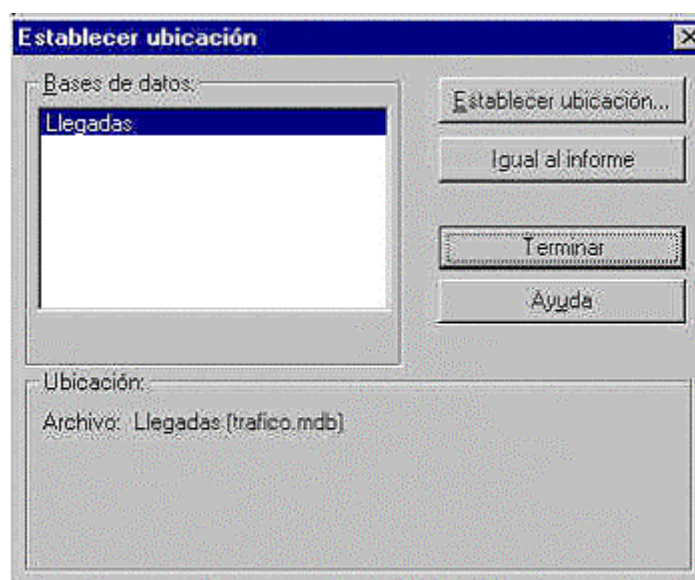 Establecer ubicación
Bases de datos:
Llegadas
Establecer ubicación...
Igual al informe
Terminar
Ayuda
Ubicación:
Archivo: Llegadas (trafico.mdb)